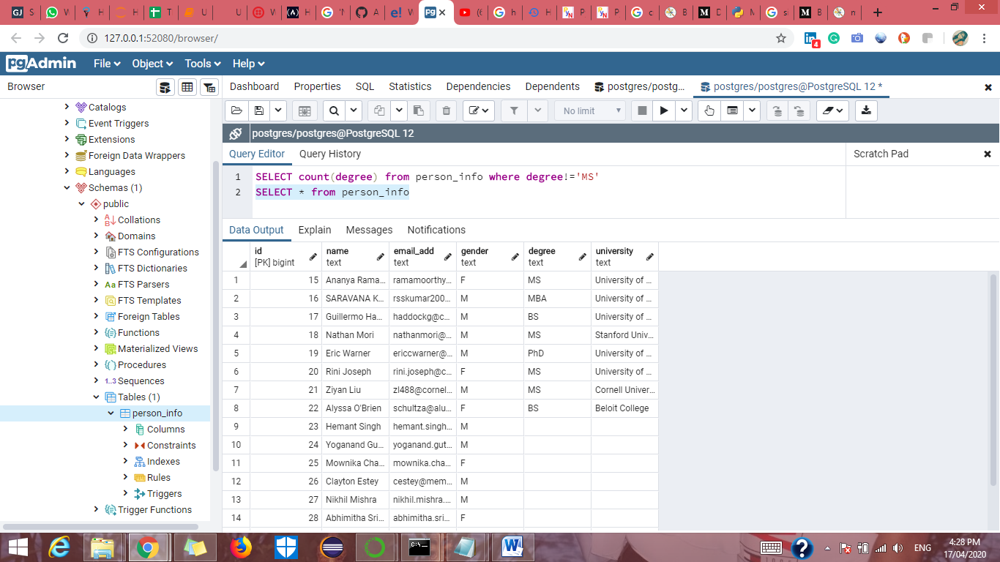 S
W
H
H
T
U
U
W
H
'N
A
e! W
pg
(6
h
H
P
P
c
B
D
M
si
B
n
127.0.0.1:52080/browser/
4
pgAdmin File Object Tools Help
Browser
Dashboard Properties SQL Statistics Dependencies Dependents postgres/postg... postgres/postgres@PostgreSQL 12 *
No limit
postgres/postgres@PostgreSQL 12
Query Editor Query History
Scratch Pad
1 SELECT count(degree) from person_info where degree!='MS'
2 SELECT * from person_info
Catalogs
Event Triggers
Extensions
Foreign Data Wrappers
Languages
Schemas (1)
public
Collations
Domains
FTS Configurations
FTS Dictionaries
Aa FTS Parsers
FTS Templates
Foreign Tables
Functions
Materialized Views
Procedures
1..3 Sequences
Tables (1)
person_info
Columns
Constraints
Indexes
Rules
Triggers
Trigger Functions
Data Output Explain Messages Notifications
id name email_add gender degree university
[PK] bigint text text text text text
1 15 Ananya Rama... ramamoorthy... F MS University of ...
2 16 SARAVANA K... rsskumar200... M MBA University of ...
3 17 Guillermo Ha... haddockg@c... M BS University of ...
4 18 Nathan Mori nathanmori@... M MS Stanford Univ...
5 19 Eric Warner ericcwarner@... M PhD University of ...
6 20 Rini Joseph rini.joseph@c... F MS University of ...
7 21 Ziyan Liu zl488@cornel... M MS Cornell Univer...
8 22 Alyssa O'Brien schultza@alu... F BS Beloit College
9 23 Hemant Singh hemant.singh... M
10 24 Yoganand Gu... yoganand.gut... M
11 25 Mownika Cha... mownika.cha... F
12 26 Clayton Estey cestey@mem... M
13 27 Nikhil Mishra nikhil.mishra.... M
14 28 Abhimitha Sri... abhimitha.sri... F
ENG
4:28 PM
17/04/2020